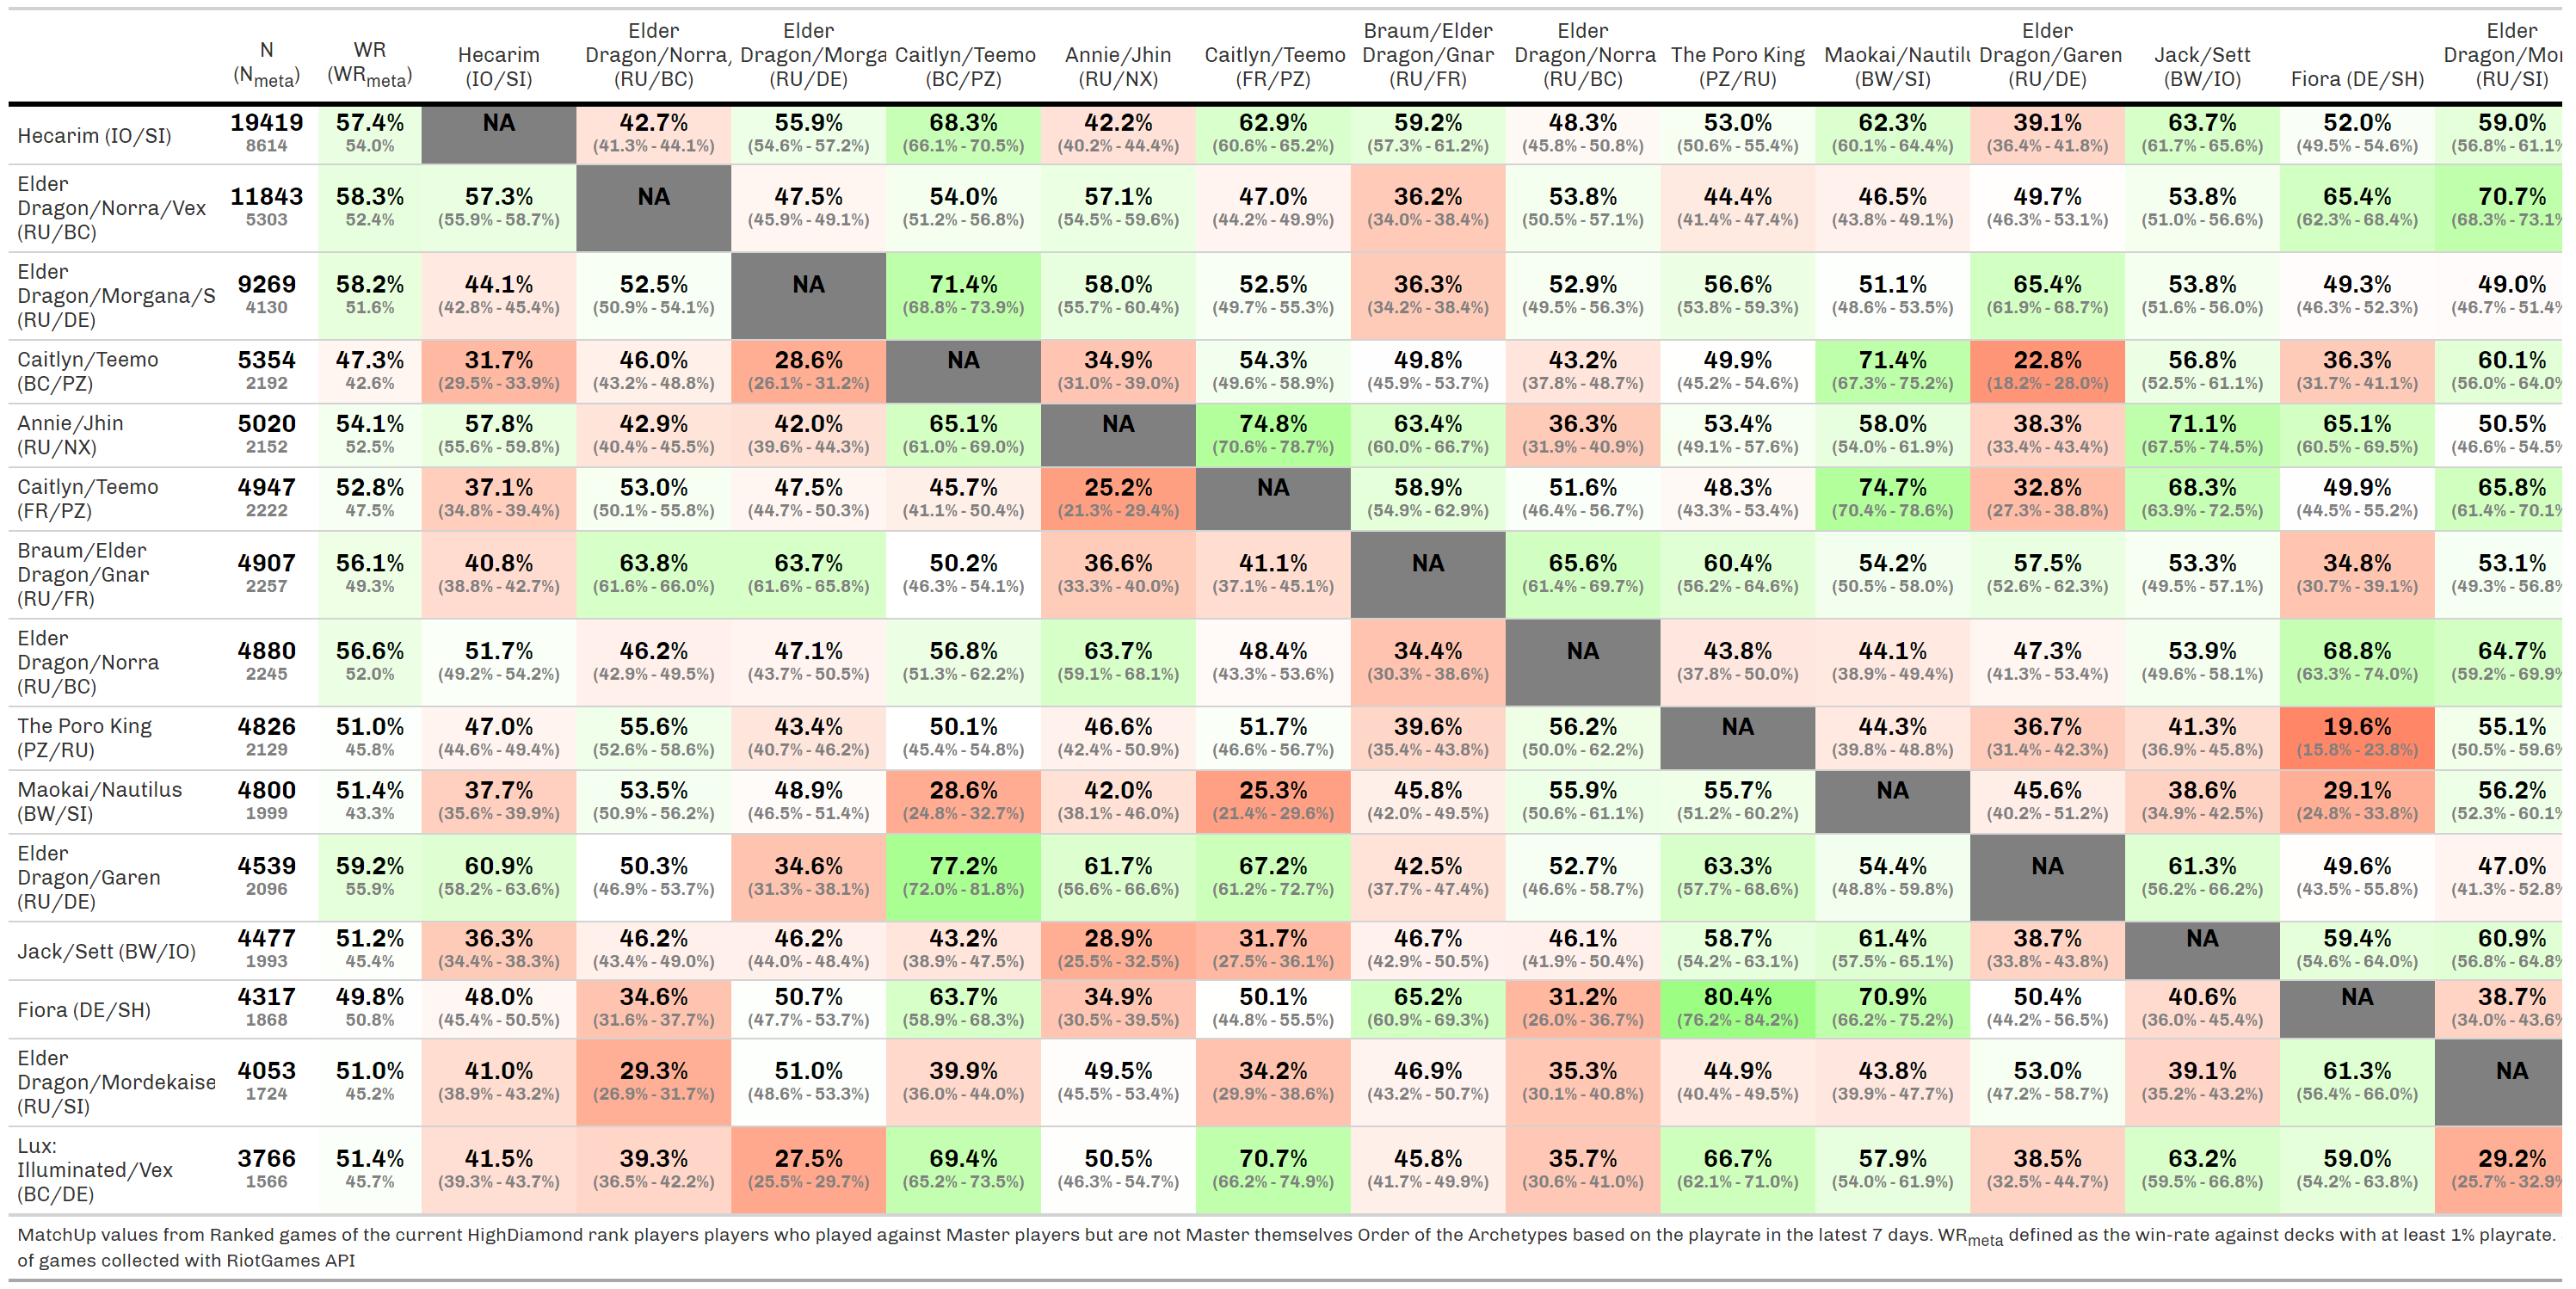 N (Nmeta) WR (WRmeta) Hecarim (IO/SI) Elder Dragon/Norra, (RU/BC) Elder Dragon/Morga (RU/DE) Caitlyn/Teemo (BC/PZ) Annie/Jhin (RU/NX) Caitlyn/Teemo (FR/PZ) Braum/Elder Dragon/Gnar (RU/FR) Elder Dragon/Norra (RU/BC) The Poro King (PZ/RU) Maokai/Nautilu (BW/SI) Elder Dragon/Garen (RU/DE) Jack/Sett (BW/IO) Fiora (DE/SH) Elder Dragon/Mor (RU/SI)
Hecarim (IO/SI) 19419 57.4% NA 42.7% 55.9% 68.3% 42.2% 62.9% 59.2% 48.3% 53.0% 62.3% 39.1% 63.7% 52.0% 59.0%
8614 54.0% (41.3% - 44.1%) (54.6% - 57.2%) (66.1% - 70.5%) (40.2% - 44.4%) (60.6% - 65.2%) (57.3% - 61.2%) (45.8% - 50.8%) (50.6% - 55.4%) (60.1% - 64.4%) (36.4% - 41.8%) (61.7% - 65.6%) (49.5% - 54.6%) (56.8% - 61.1%
Elder Dragon/Norra/Vex (RU/BC) 11843 58.3% 57.3% NA 47.5% 54.0% 57.1% 47.0% 36.2% 53.8% 44.4% 46.5% 49.7% 53.8% 65.4% 70.7%
5303 52.4% (55.9% - 58.7%) (45.9% - 49.1%) (51.2% - 56.8%) (54.5% - 59.6%) (44.2% - 49.9%) (34.0% - 38.4%) (50.5% - 57.1%) (41.4% - 47.4%) (43.8% - 49.1%) (46.3% - 53.1%) (51.0% - 56.6%) (62.3% - 68.4%) (68.3% - 73.1%
Elder Dragon/Morgana/S (RU/DE) 9269 58.2% 44.1% 52.5% NA 71.4% 58.0% 52.5% 36.3% 52.9% 56.6% 51.1% 65.4% 53.8% 49.3% 49.0%
4130 51.6% (42.8% - 45.4%) (50.9% - 54.1%) (68.8% - 73.9%) (55.7% - 60.4%) (49.7% - 55.3%) (34.2% - 38.4%) (49.5% - 56.3%) (53.8% - 59.3%) (48.6% - 53.5%) (61.9% - 68.7%) (51.6% - 56.0%) (46.3% - 52.3%) (46.7% - 51.4%
Caitlyn/Teemo (BC/PZ) 5354 47.3% 31.7% 46.0% 28.6% NA 34.9% 54.3% 49.8% 43.2% 49.9% 71.4% 22.8% 56.8% 36.3% 60.1%
2192 42.6% (29.5% - 33.9%) (43.2% - 48.8%) (26.1% - 31.2%) (31.0% - 39.0%) (49.6% - 58.9%) (45.9% - 53.7%) (37.8% - 48.7%) (45.2% - 54.6%) (67.3% - 75.2%) (18.2% - 28.0%) (52.5% - 61.1%) (31.7% - 41.1%) (56.0% - 64.0%
Annie/Jhin (RU/NX) 5020 54.1% 57.8% 42.9% 42.0% 65.1% NA 74.8% 63.4% 36.3% 53.4% 58.0% 38.3% 71.1% 65.1% 50.5%
2152 52.5% (55.6% - 59.8%) (40.4% - 45.5%) (39.6% - 44.3%) (61.0% - 69.0%) (70.6% - 78.7%) (60.0% - 66.7%) (31.9% - 40.9%) (49.1% - 57.6%) (54.0% - 61.9%) (33.4% - 43.4%) (67.5% - 74.5%) (60.5% - 69.5%) (46.6% - 54.5%
Caitlyn/Teemo (FR/PZ) 4947 52.8% 37.1% 53.0% 47.5% 45.7% 25.2% NA 58.9% 51.6% 48.3% 74.7% 32.8% 68.3% 49.9% 65.8%
2222 47.5% (34.8% - 39.4%) (50.1% - 55.8%) (44.7% - 50.3%) (41.1% - 50.4%) (21.3% - 29.4%) (54.9% - 62.9%) (46.4% - 56.7%) (43.3% - 53.4%) (70.4% - 78.6%) (27.3% - 38.8%) (63.9% - 72.5%) (44.5% - 55.2%) (61.4% - 70.1%
Braum/Elder Dragon/Gnar (RU/FR) 4907 56.1% 40.8% 63.8% 63.7% 50.2% 36.6% 41.1% NA 65.6% 60.4% 54.2% 57.5% 53.3% 34.8% 53.1%
2257 49.3% (38.8% - 42.7%) (61.6% - 66.0%) (61.6% - 65.8%) (46.3% - 54.1%) (33.3% - 40.0%) (37.1% - 45.1%) (61.4% - 69.7%) (56.2% - 64.6%) (50.5% - 58.0%) (52.6% - 62.3%) (49.5% - 57.1%) (30.7% - 39.1%) (49.3% - 56.8%
Elder Dragon/Norra (RU/BC) 4880 56.6% 51.7% 46.2% 47.1% 56.8% 63.7% 48.4% 34.4% NA 43.8% 44.1% 47.3% 53.9% 68.8% 64.7%
2245 52.0% (49.2% - 54.2%) (42.9% - 49.5%) (43.7% - 50.5%) (51.3% - 62.2%) (59.1% - 68.1%) (43.3% - 53.6%) (30.3% - 38.6%) (37.8% - 50.0%) (38.9% - 49.4%) (41.3% - 53.4%) (49.6% - 58.1%) (63.3% - 74.0%) (59.2% - 69.9%
The Poro King (PZ/RU) 4826 51.0% 47.0% 55.6% 43.4% 50.1% 46.6% 51.7% 39.6% 56.2% NA 44.3% 36.7% 41.3% 19.6% 55.1%
2129 45.8% (44.6% - 49.4%) (52.6% - 58.6%) (40.7% - 46.2%) (45.4% - 54.8%) (42.4% - 50.9%) (46.6% - 56.7%) (35.4% - 43.8%) (50.0% - 62.2%) (39.8% - 48.8%) (31.4% - 42.3%) (36.9% - 45.8%) (15.8% - 23.8%) (50.5% - 59.6%
Maokai/Nautilus (BW/SI) 4800 51.4% 37.7% 53.5% 48.9% 28.6% 42.0% 25.3% 45.8% 55.9% 55.7% NA 45.6% 38.6% 29.1% 56.2%
1999 43.3% (35.6% - 39.9%) (50.9% - 56.2%) (46.5% - 51.4%) (24.8% - 32.7%) (38.1% - 46.0%) (21.4% - 29.6%) (42.0% - 49.5%) (50.6% - 61.1%) (51.2% - 60.2%) (40.2% - 51.2%) (34.9% - 42.5%) (24.8% - 33.8%) (52.3% - 60.1%
Elder Dragon/Garen (RU/DE) 4539 59.2% 60.9% 50.3% 34.6% 77.2% 61.7% 67.2% 42.5% 52.7% 63.3% 54.4% NA 61.3% 49.6% 47.0%
2096 55.9% (58.2% - 63.6%) (46.9% - 53.7%) (31.3% - 38.1%) (72.0% - 81.8%) (56.6% - 66.6%) (61.2% - 72.7%) (37.7% - 47.4%) (46.6% - 58.7%) (57.7% - 68.6%) (48.8% - 59.8%) (56.2% - 66.2%) (43.5% - 55.8%) (41.3% - 52.8%
Jack/Sett (BW/IO) 4477 51.2% 36.3% 46.2% 46.2% 43.2% 28.9% 31.7% 46.7% 46.1% 58.7% 61.4% 38.7% NA 59.4% 60.9%
1993 45.4% (34.4% - 38.3%) (43.4% - 49.0%) (44.0% - 48.4%) (38.9% - 47.5%) (25.5% - 32.5%) (27.5% - 36.1%) (42.9% - 50.5%) (41.9% - 50.4%) (54.2% - 63.1%) (57.5% - 65.1%) (33.8% - 43.8%) (54.6% - 64.0%) (56.8% - 64.8%
Fiora (DE/SH) 4317 49.8% 48.0% 34.6% 50.7% 63.7% 34.9% 50.1% 65.2% 31.2% 80.4% 70.9% 50.4% 40.6% NA 38.7%
1868 50.8% (45.4% - 50.5%) (31.6% - 37.7%) (47.7% - 53.7%) (58.9% - 68.3%) (30.5% - 39.5%) (44.8% - 55.5%) (60.9% - 69.3%) (26.0% - 36.7%) (76.2% - 84.2%) (66.2% - 75.2%) (44.2% - 56.5%) (36.0% - 45.4%) (34.0% - 43.6%
Elder Dragon/Mordekaise (RU/SI) 4053 51.0% 41.0% 29.3% 51.0% 39.9% 49.5% 34.2% 46.9% 35.3% 44.9% 43.8% 53.0% 39.1% 61.3% NA
1724 45.2% (38.9% - 43.2%) (26.9% - 31.7%) (48.6% - 53.3%) (36.0% - 44.0%) (45.5% - 53.4%) (29.9% - 38.6%) (43.2% - 50.7%) (30.1% - 40.8%) (40.4% - 49.5%) (39.9% - 47.7%) (47.2% - 58.7%) (35.2% - 43.2%) (56.4% - 66.0%)
Lux: Illuminated/Vex (BC/DE) 3766 51.4% 41.5% 39.3% 27.5% 69.4% 50.5% 70.7% 45.8% 35.7% 66.7% 57.9% 38.5% 63.2% 59.0% 29.2%
1566 45.7% (39.3% - 43.7%) (36.5% - 42.2%) (25.5% - 29.7%) (65.2% - 73.5%) (46.3% - 54.7%) (66.2% - 74.9%) (41.7% - 49.9%) (30.6% - 41.0%) (62.1% - 71.0%) (54.0% - 61.9%) (32.5% - 44.7%) (59.5% - 66.8%) (54.2% - 63.8%) (25.7% - 32.9%
MatchUp values from Ranked games of the current HighDiamond rank players players who played against Master players but are not Master themselves Order of the Archetypes based on the playrate in the latest 7 days. WRmeta defined as the win-rate against decks with at least 1% playrate.
of games collected with RiotGames API